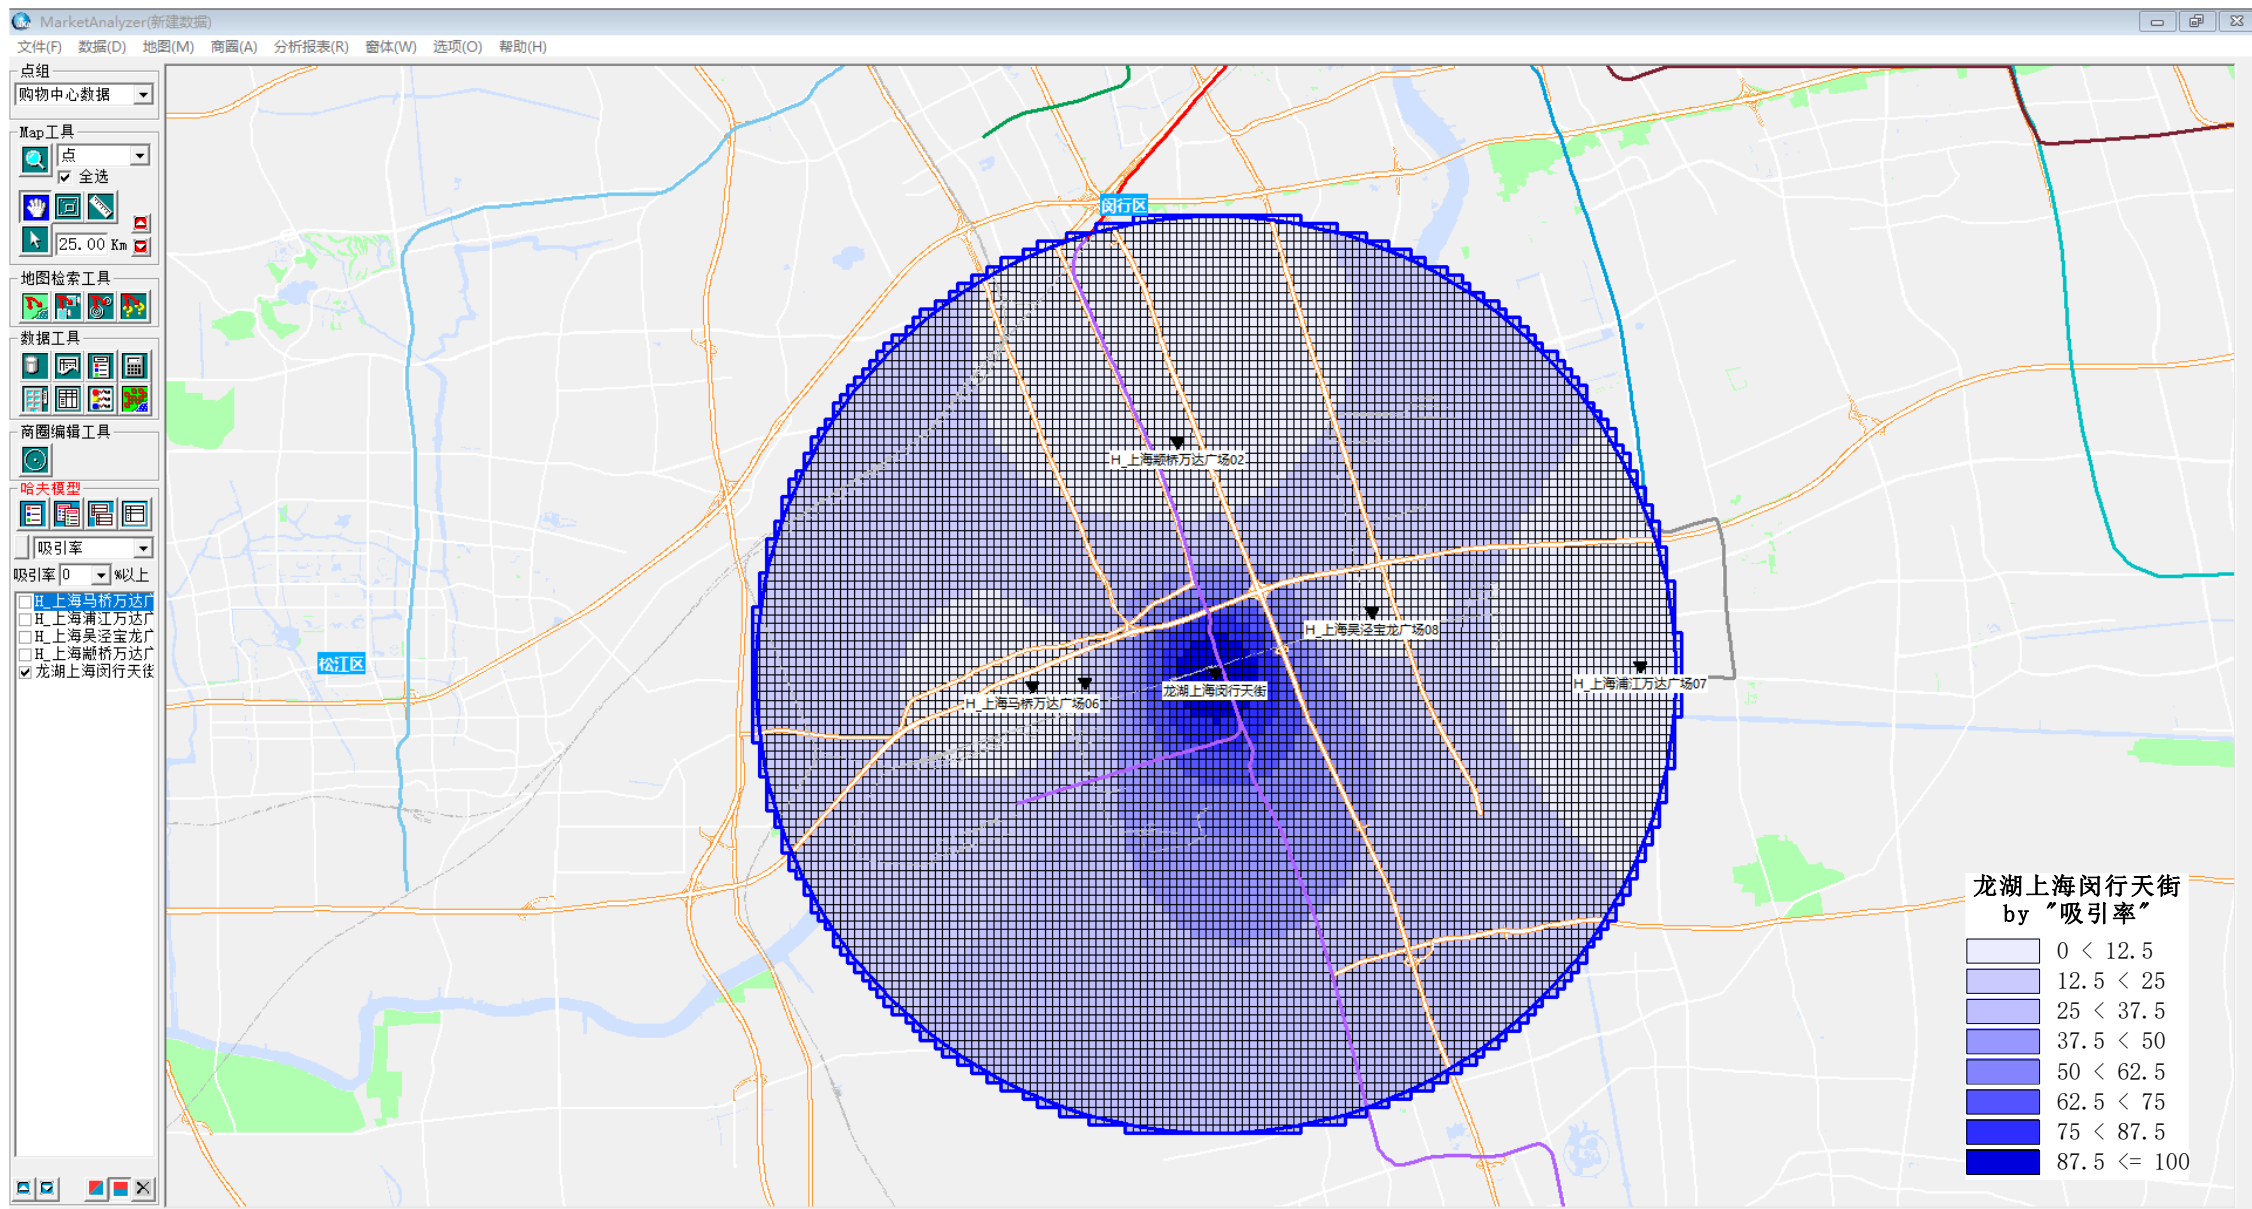 MarketAnalyzer(新建数据)
文件(F) 数据(D) 地图(M) 商圈(A) 分析报表(R) 窗体(W) 选项(O) 帮助(H)
点组
购物中心数据
Map工具
点
全选
25.00 Km
地图检索工具
数据工具
商圈编辑工具
哈夫模型
吸引率
吸引率 0 %以上
H_上海马桥万达广
H_上海浦江万达广
H_上海吴泾宝龙广
H_上海颛桥万达广
龙湖上海闵行天街
闵行区
H_上海颛桥万达广场02
H_上海吴泾宝龙广场08
松江区
H_上海浦江万达广场07
龙湖上海闵行天街
H_上海马桥万达广场06
龙湖上海闵行天街
by "吸引率"
0 < 12.5
12.5 < 25
25 < 37.5
37.5 < 50
50 < 62.5
62.5 < 75
75 < 87.5
87.5 <= 100